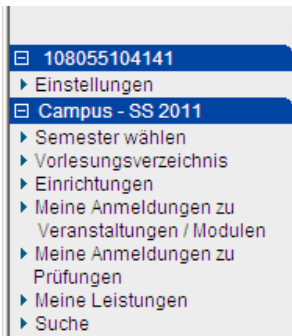 108055104141
Einstellungen
Campus - SS 2011
Semester wählen
Vorlesungsverzeichnis
Einrichtungen
Meine Anmeldungen zu
Veranstaltungen / Modulen
Meine Anmeldungen zu
Prüfungen
Meine Leistungen
Suche